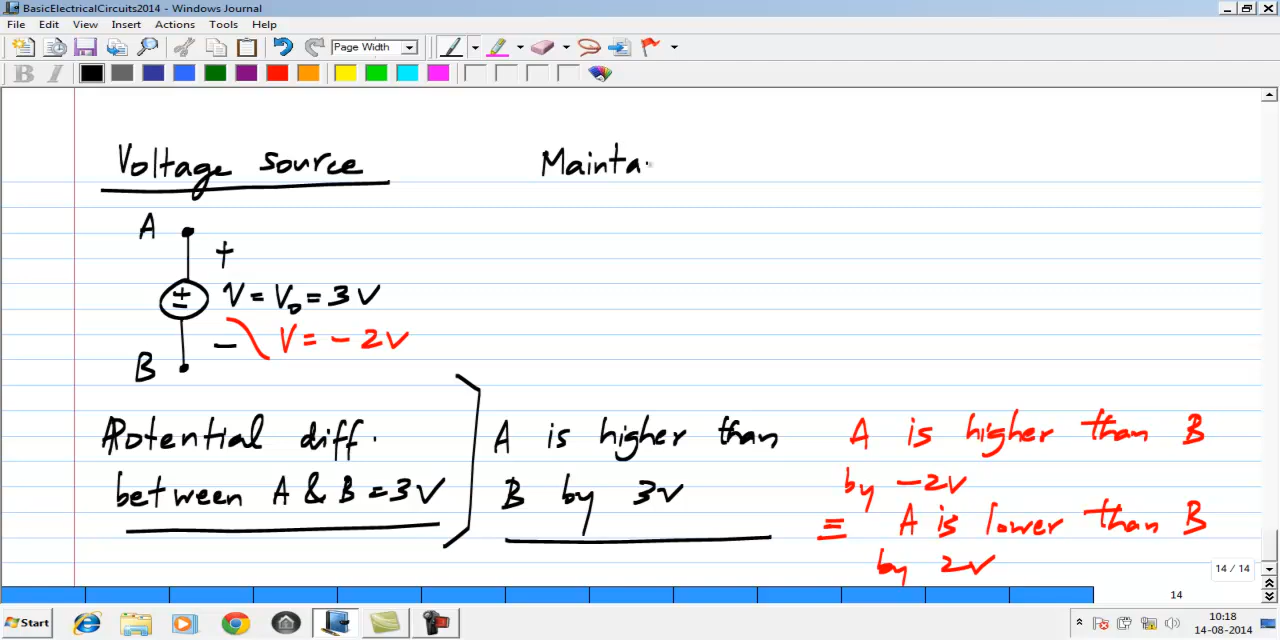 BasicElectricalCircuits2014 - Windows Journal
File Edit View Insert Actions Tools Help
Page Width
B I
Voltage source Mainta
A
+
+
− V = V₀ = 3V
− V = − 2V
B
Potential diff. A is higher than A is higher than B
between A & B = 3V B by 3V by −2V
= A is lower than B
by 2V
14 / 14
14
Start 10:18
14-08-2014